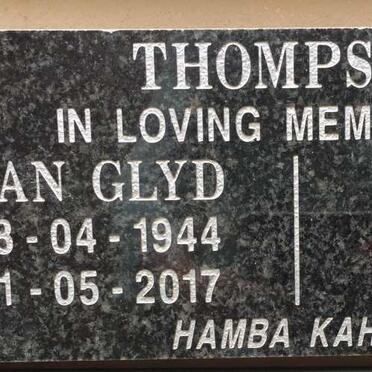 THOMPS
IN LOVING MEM
AN GLYD
3 - 04 - 1944
1 - 05 - 2017
HAMBA KAH